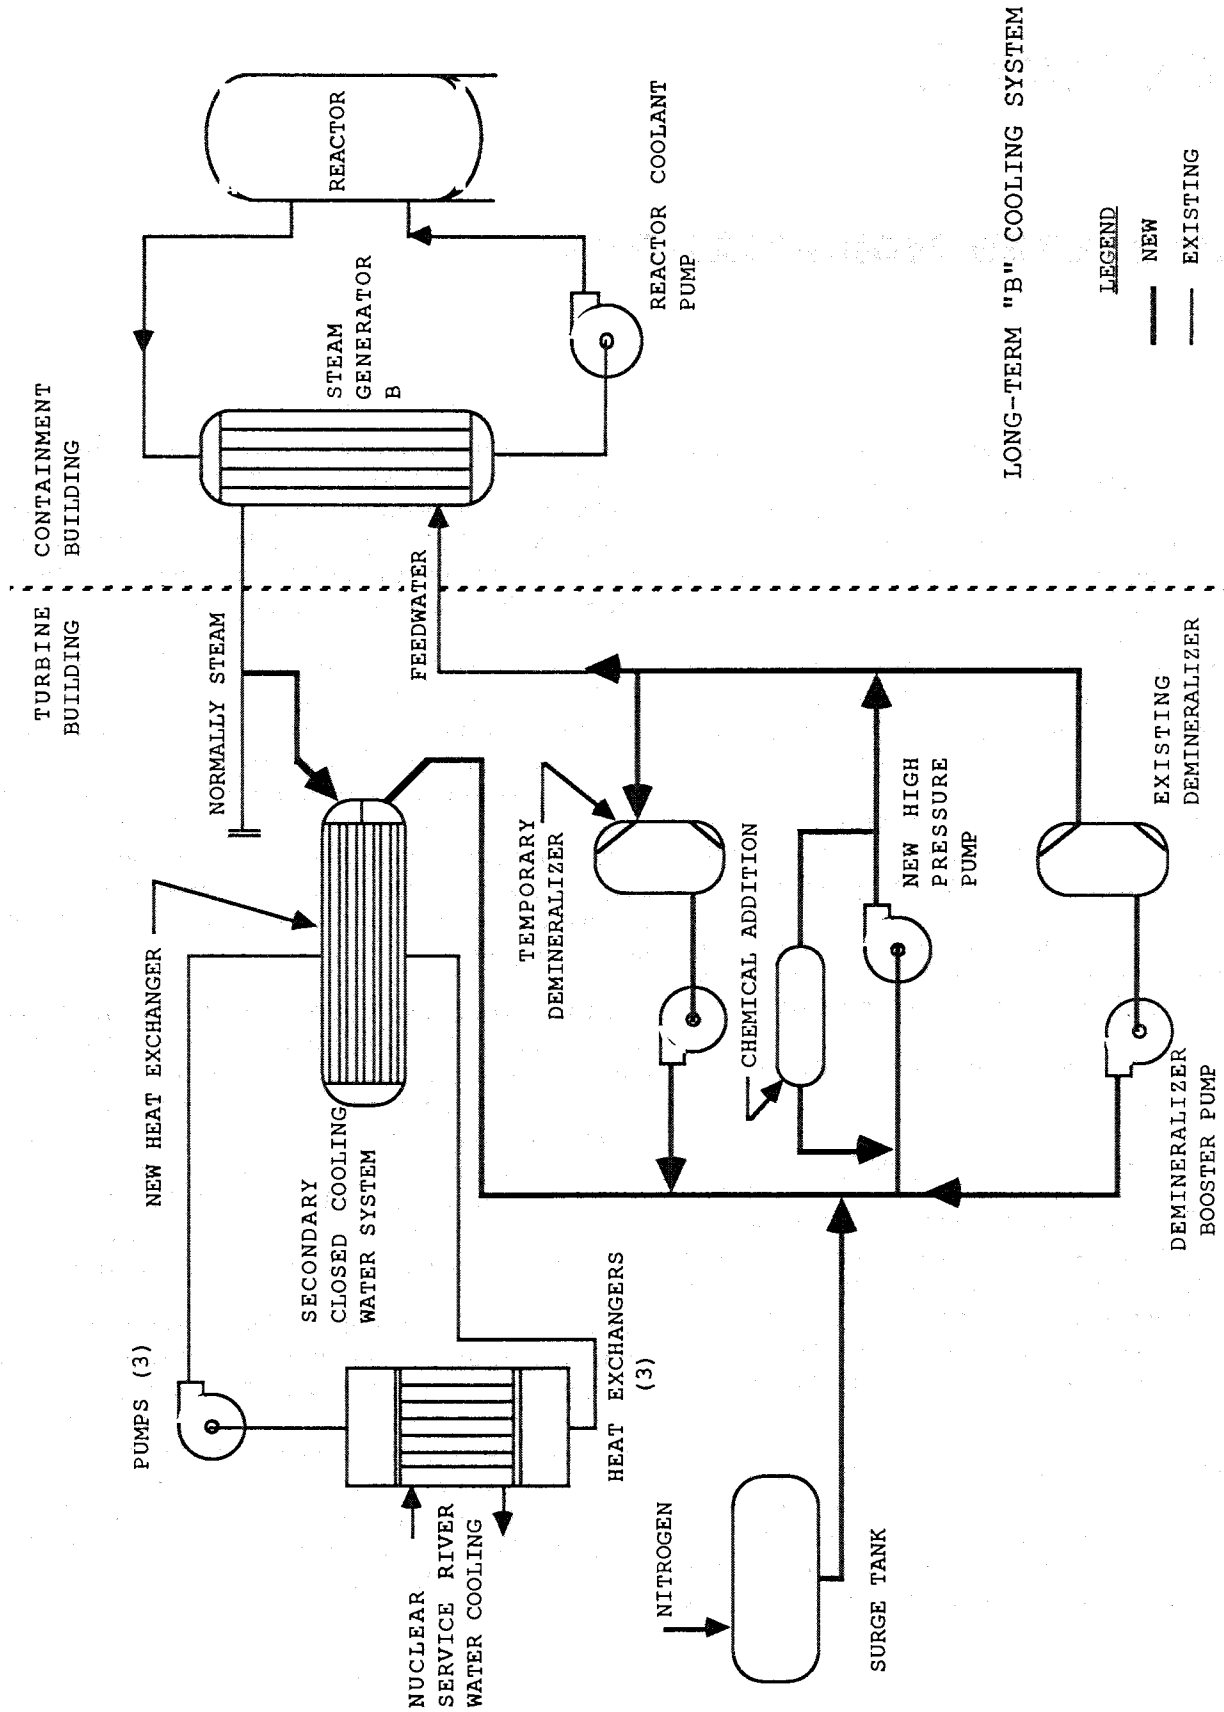 TURBINE
BUILDING
CONTAINMENT
BUILDING
PUMPS (3)
NEW HEAT EXCHANGER
NORMALLY STEAM
STEAM
GENERATOR
B
REACTOR
SECONDARY
CLOSED COOLING
WATER SYSTEM
FEEDWATER
NUCLEAR
SERVICE RIVER
WATER COOLING
HEAT EXCHANGERS
(3)
TEMPORARY
DEMINERALIZER
REACTOR COOLANT
PUMP
NITROGEN
CHEMICAL ADDITION
SURGE TANK
NEW HIGH
PRESSURE
PUMP
DEMINERALIZER
BOOSTER PUMP
EXISTING
DEMINERALIZER
LONG-TERM "B" COOLING SYSTEM
LEGEND
NEW
EXISTING